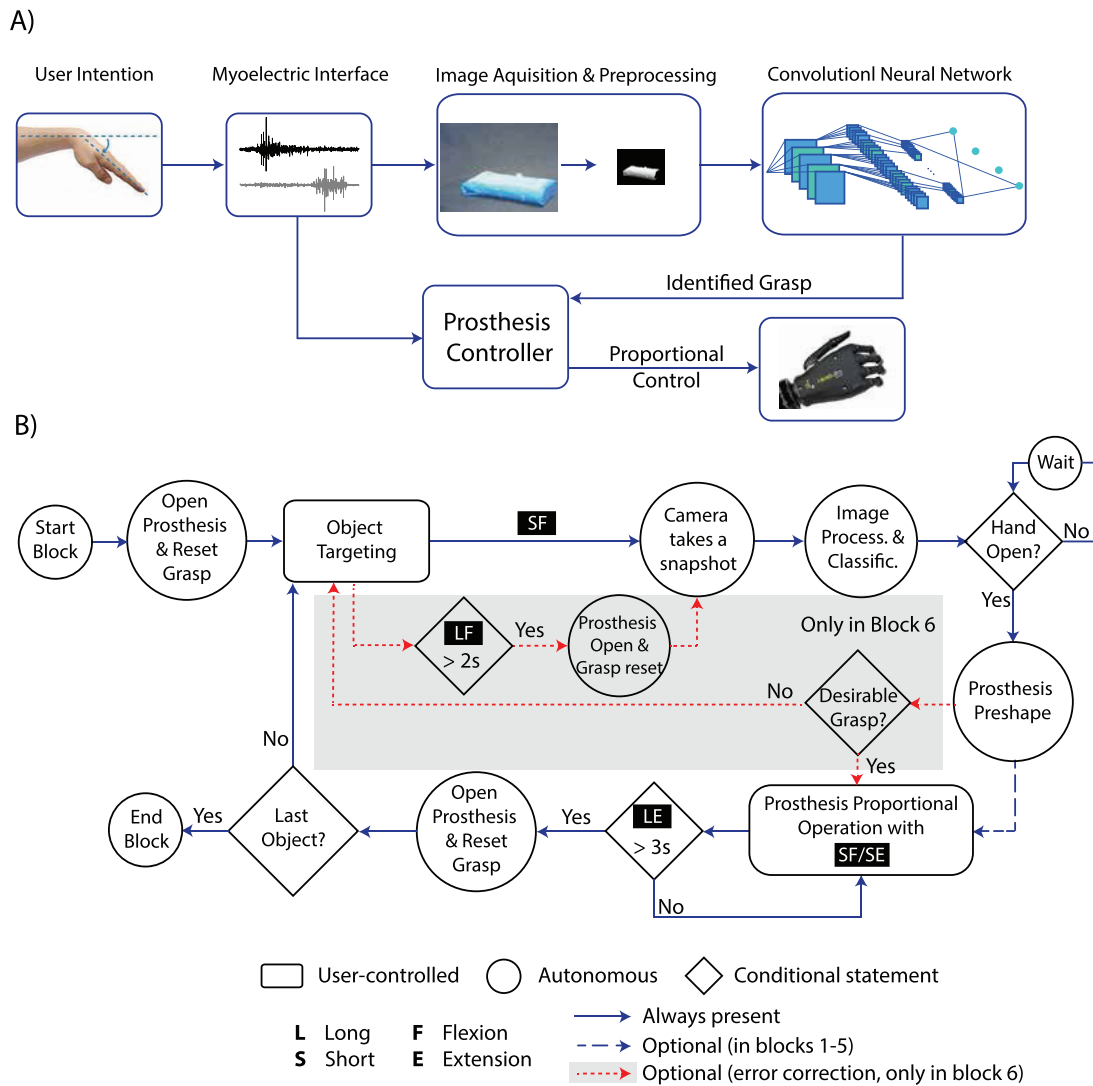 A)
User Intention
Myoelectric Interface
Image Aquisition & Preprocessing
Convolutionl Neural Network
Identified Grasp
Prosthesis
Controller
Proportional
Control
B)
Start
Block
Open
Prosthesis
& Reset
Grasp
Object
Targeting
SF
Camera
takes a
snapshot
Image
Process. &
Classific.
Wait
Hand
Open?
No
Yes
LF
> 2s
Yes
Prosthesis
Open &
Grasp reset
Only in Block 6
No
Desirable
Grasp?
Yes
Prosthesis
Preshape
No
End
Block
Yes
Last
Object?
Open
Prosthesis
& Reset
Grasp
Yes
LE
> 3s
No
Prosthesis Proportional
Operation with
SF/SE
User-controlled
Autonomous
Conditional statement
L Long
F Flexion
S Short
E Extension
Always present
Optional (in blocks 1-5)
Optional (error correction, only in block 6)